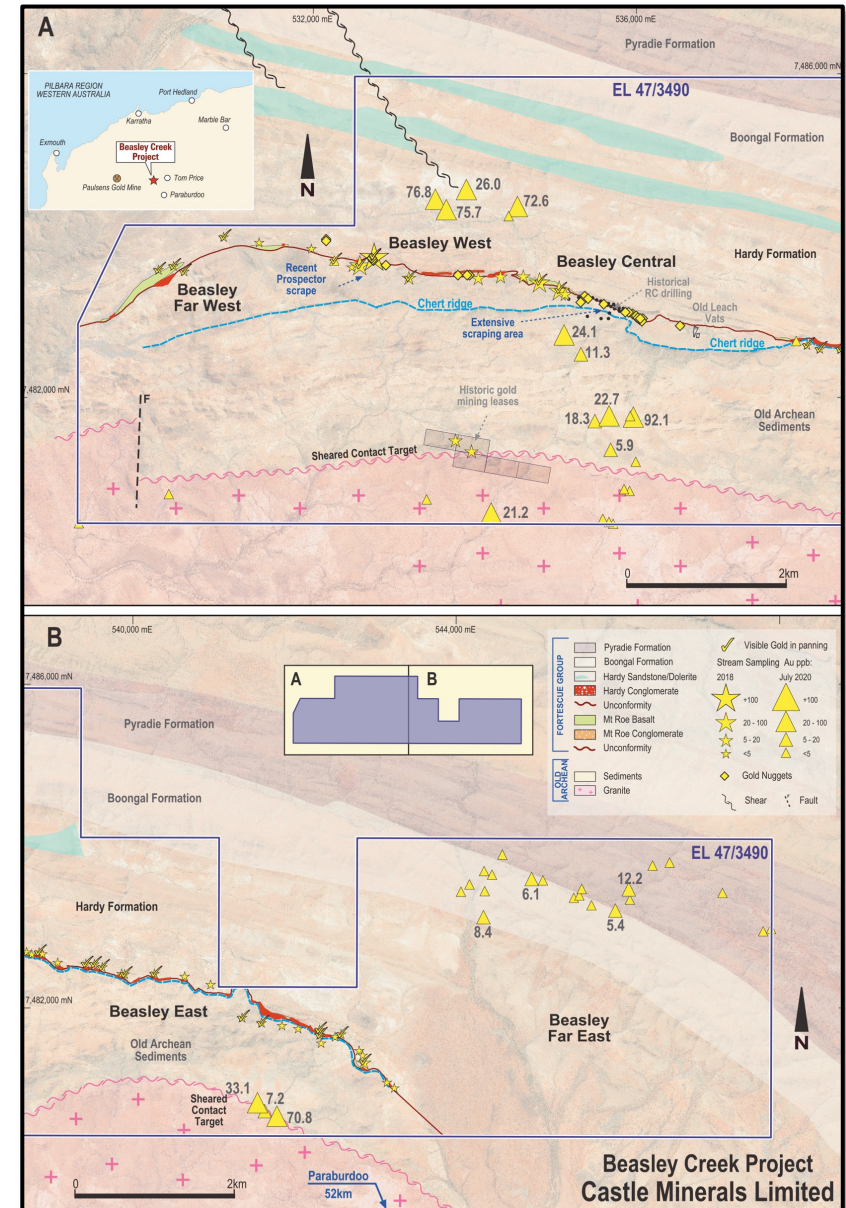 A
532,000 mE
536,000 mE
Pyradie Formation
7,486,000 mN
EL 47/3490
PILBARA REGION
WESTERN AUSTRALIA
Port Hedland
Karratha
Marble Bar
Exmouth
Beasley Creek
Project
Paulsens Gold Mine
Tom Price
Paraburdoo
N
Boongal Formation
76.8
26.0
75.7
72.6
Beasley West
Beasley Central
Hardy Formation
Recent
Prospector
scrape
Beasley
Far West
Historical
RC drilling
Chert ridge
Extensive
scraping area
Old Leach
Vats
Chert ridge
24.1
11.3
7,482,000 mN
F
Historic gold
mining leases
22.7
18.3
92.1
Old Archean
Sediments
5.9
Sheared Contact Target
21.2
0
2km
B
540,000 mE
544,000 mE
7,486,000 mN
A
B
FORTESCUE GROUP
Pyradie Formation
Boongal Formation
Hardy Sandstone/Dolerite
Hardy Conglomerate
Unconformity
Mt Roe Basalt
Mt Roe Conglomerate
Unconformity
OLD
ARCHEAN
Sediments
Granite
Visible Gold in panning
Stream Sampling Au ppb:
2018
July 2020
+100
+100
20 - 100
20 - 100
5 - 20
5 - 20
<5
<5
Gold Nuggets
Shear
Fault
Pyradie Formation
Boongal Formation
EL 47/3490
12.2
6.1
5.4
8.4
Hardy Formation
7,482,000 mN
Beasley East
Beasley
Far East
N
Old Archean
Sediments
33.1
7.2
70.8
Sheared
Contact
Target
0
2km
Paraburdoo
52km
Beasley Creek Project
Castle Minerals Limited